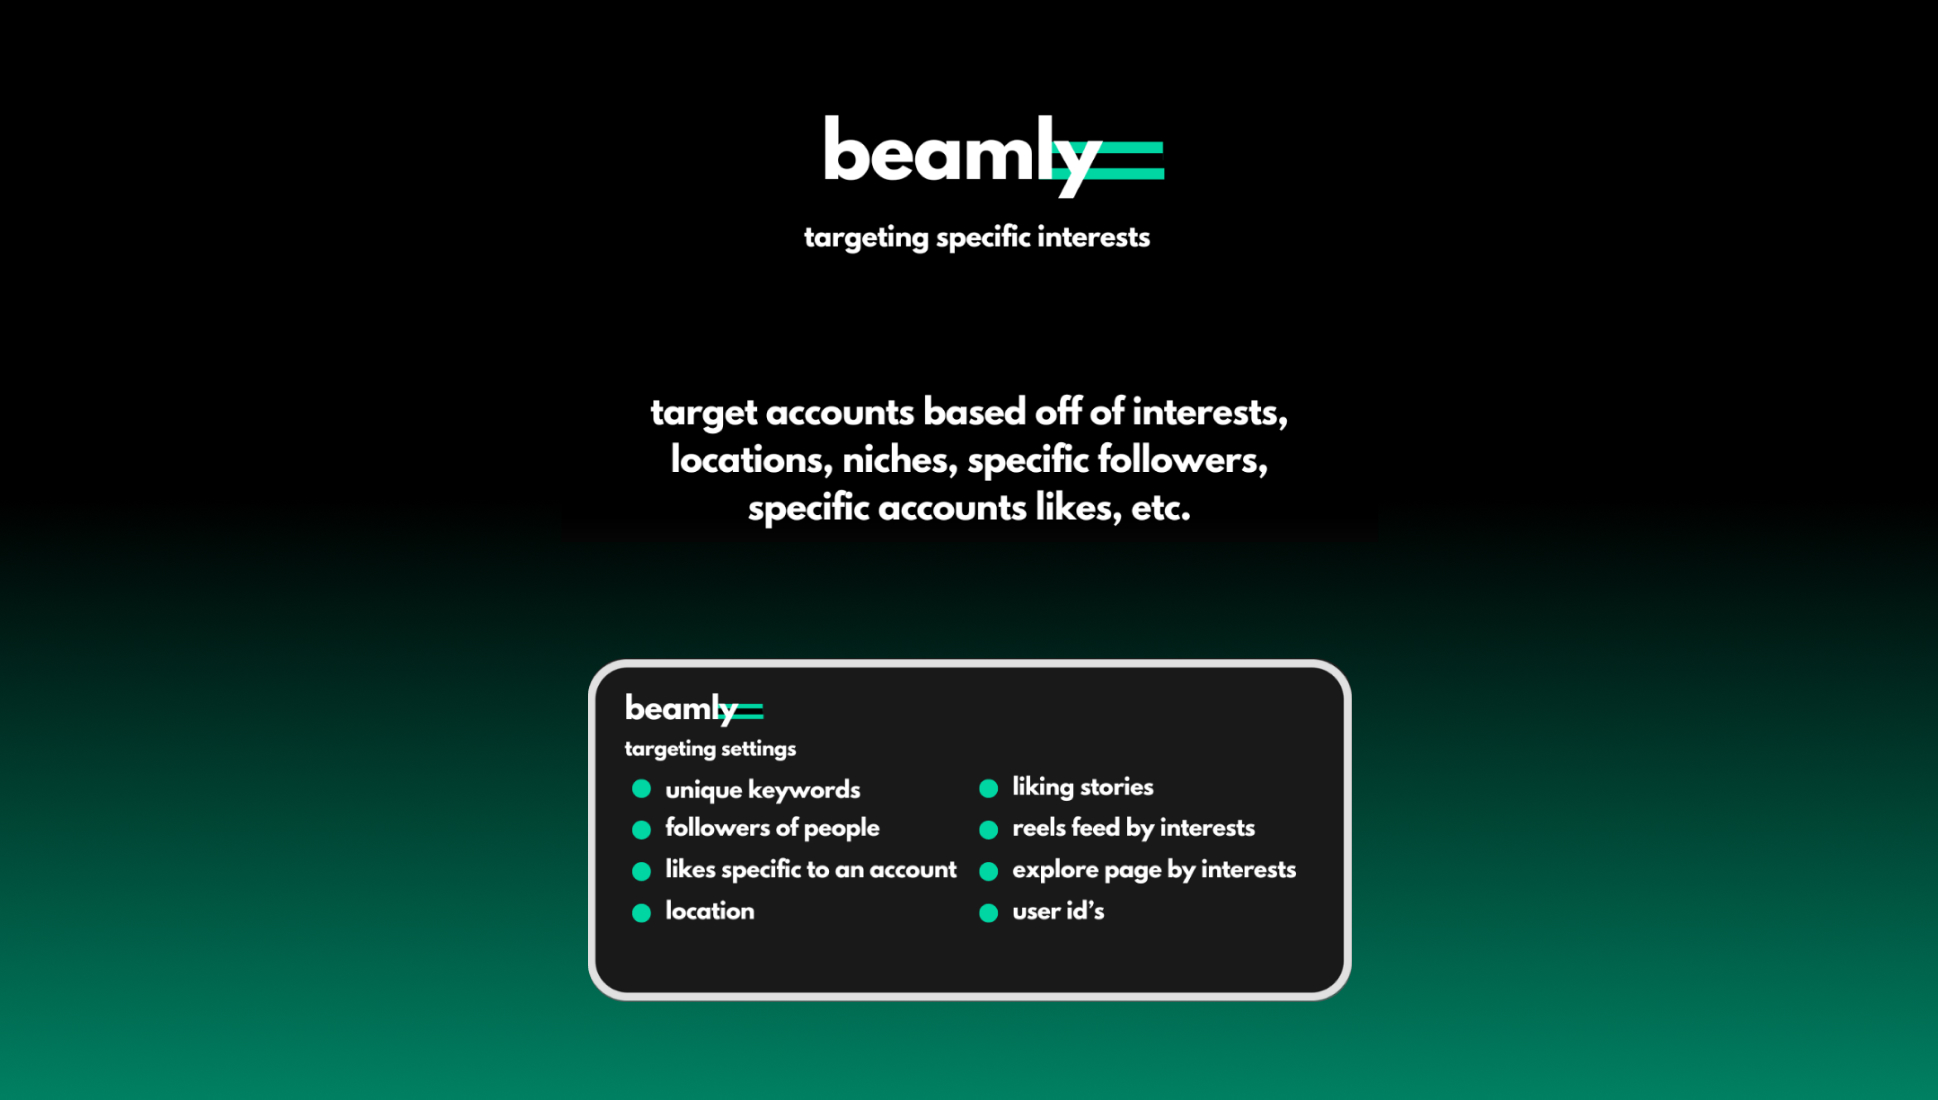 beamly
targeting specific interests
target accounts based off of interests,
locations, niches, specific followers,
specific accounts likes, etc.
beamly
targeting settings
unique keywords
followers of people
likes specific to an account
location
liking stories
reels feed by interests
explore page by interests
user id’s